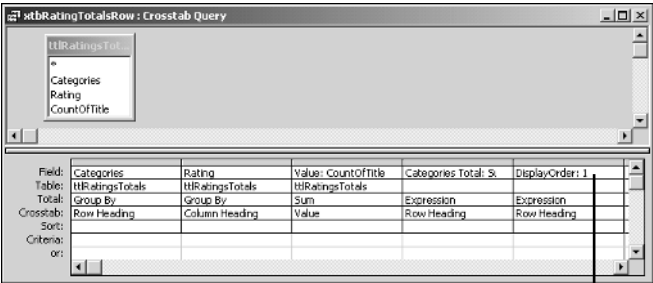 xtbRatingTotalsRow : Crosstab Query
ttlRatingsTot...
*
Categories
Rating
CountOfTitle
Field: Categories Rating Value: CountOfTitle Categories Total: Su DisplayOrder: 1
Table: ttlRatingsTotals ttlRatingsTotals ttlRatingsTotals
Total: Group By Group By Sum Expression Expression
Crosstab: Row Heading Column Heading Value Row Heading Row Heading
Sort:
Criteria:
or: